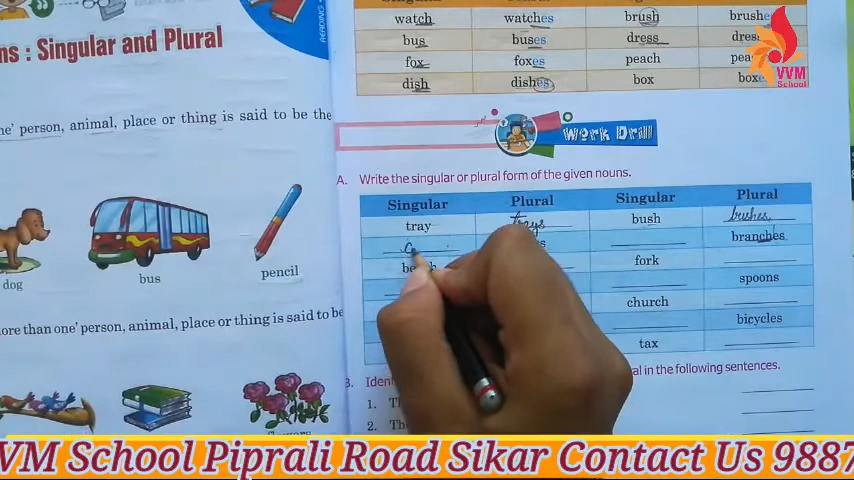 watch watches brush brushe
bus buses dress dres
fox foxes peach pea
dish dishes box boxe
VVM
School
READING
ns : Singular and Plural
ne' person, animal, place or thing is said to be the
dog
bus
pencil
ore than one' person, animal, place or thing is said to be
Work Drill
A. Write the singular or plural form of the given nouns.
Singular Plural Singular Plural
tray trays bush bushes
branches
fork
spoons
church
bicycles
tax
B. Iden al in the following sentences.
1. Th
2. The
VVM School Piprali Road Sikar Contact Us 9887